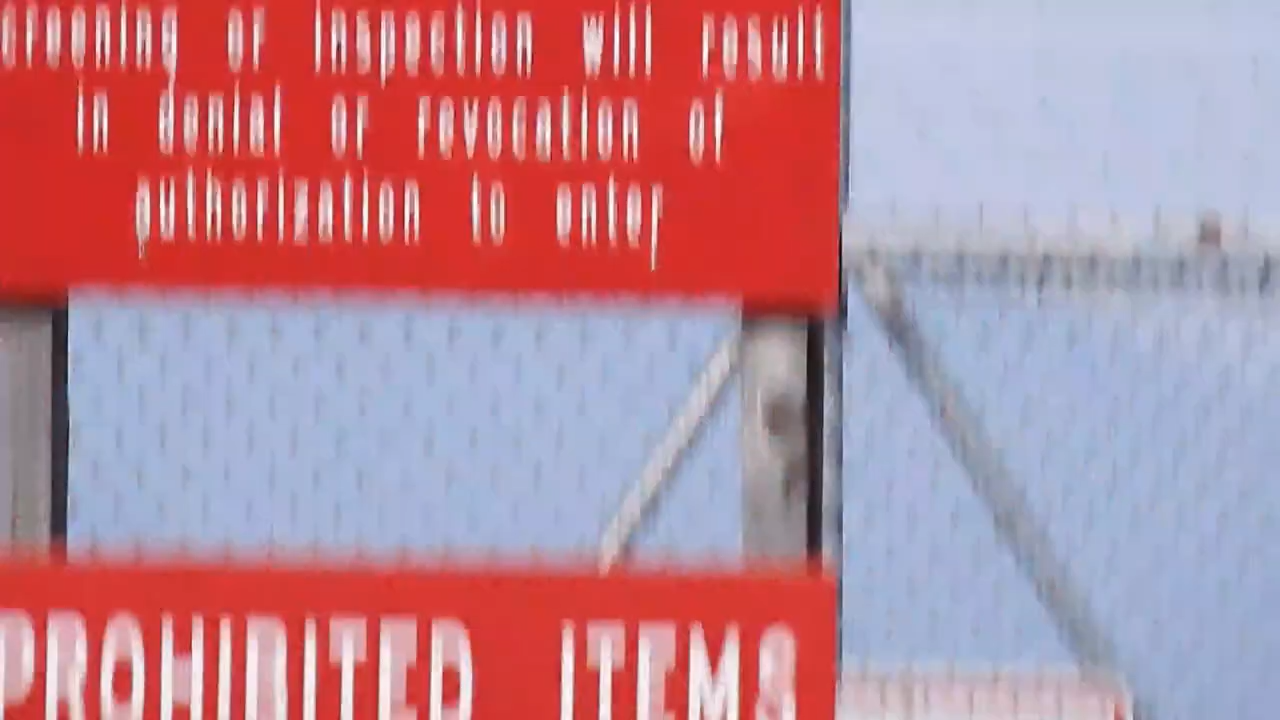 creening or inspection will result
in denial or revocation of
authorization to enter
PROHIBITED ITEMS